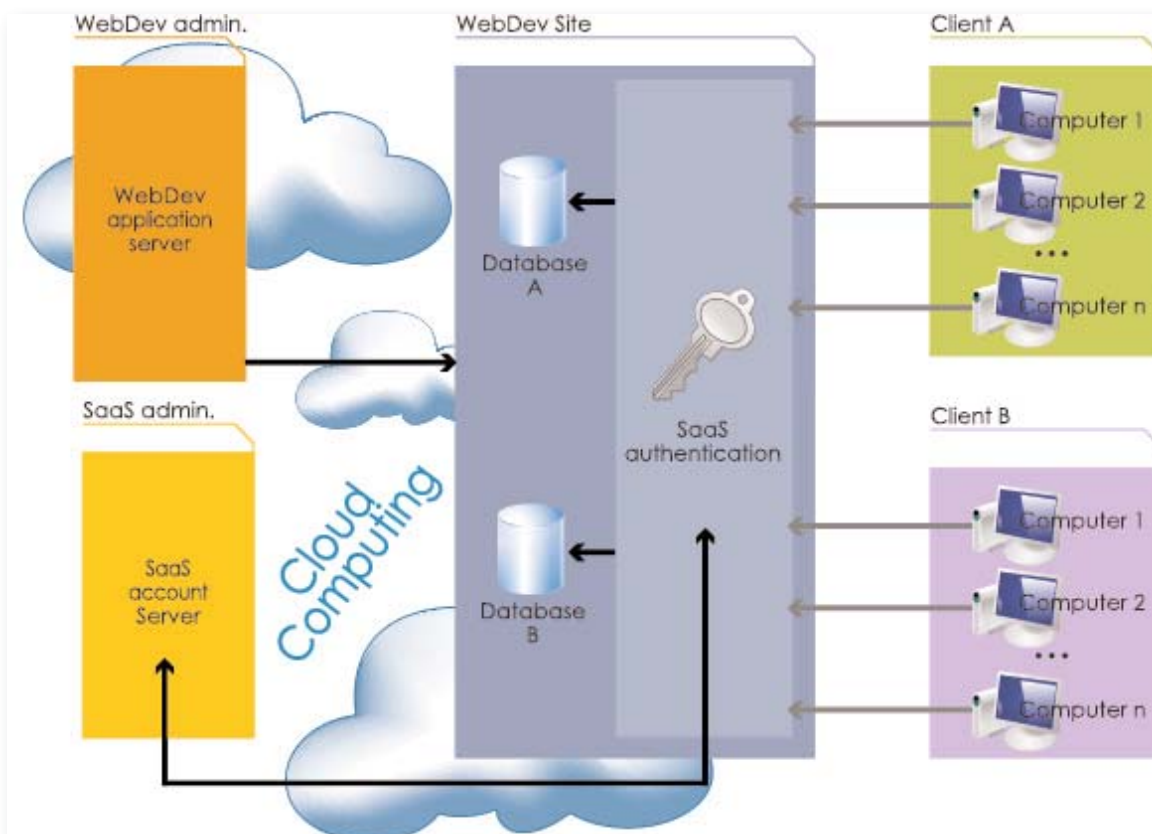 WebDev admin.
WebDev
application
server
SaaS admin.
SaaS
account
Server
Cloud
Computing
WebDev Site
Database
A
SaaS
authentication
Database
B
Client A
Computer 1
Computer 2
...
Computer n
Client B
Computer 1
Computer 2
...
Computer n